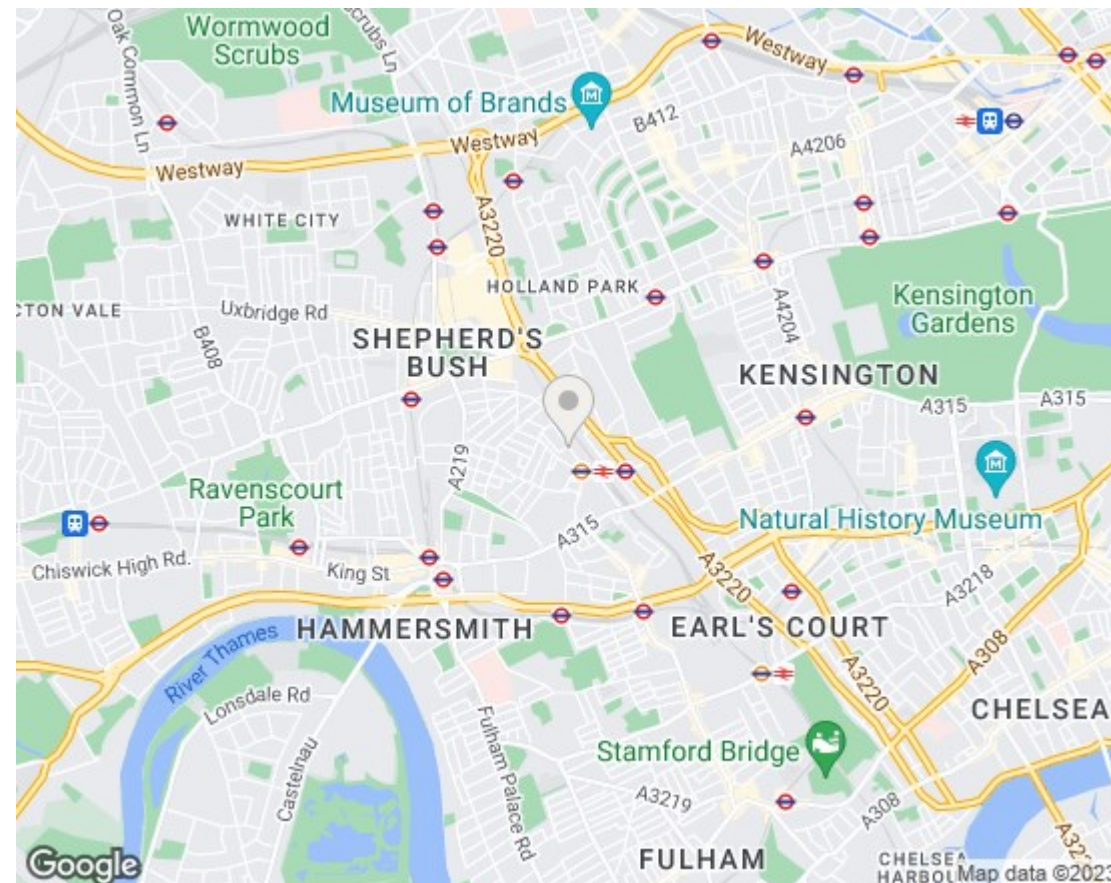 Wormwood
Scrubs
Scrubs Ln
Oak Common Ln
Westway
Museum of Brands
B412
A4206
Westway
Westway
A3220
WHITE CITY
HOLLAND PARK
A4204
Kensington
Gardens
CTON VALE
Uxbridge Rd
B408
SHEPHERD'S
BUSH
KENSINGTON
A315
A315
A219
Ravenscourt
Park
A315
Natural History Museum
Chiswick High Rd.
King St
A3220
A3218
HAMMERSMITH
EARL'S COURT
River Thames
Lonsdale Rd
A3220
A308
CHELSEA
Castelnau
Fulham Palace Rd
Stamford Bridge
A3219
A308
A322
FULHAM
CHELSEA
HARBOU
Google
Map data ©2023